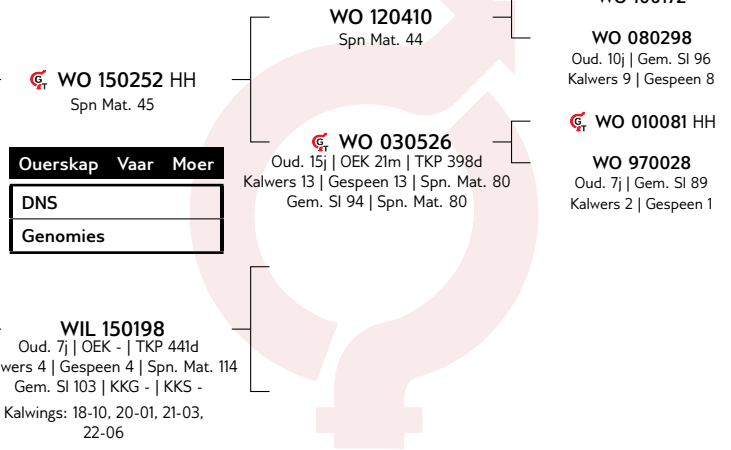 WO 120410
Spn Mat. 44
WO 080298
Oud. 10j | Gem. SI 96
Kalwers 9 | Gespeen 8
GT WO 150252 HH
Spn Mat. 45
GT WO 010081 HH
GT WO 030526
Oud. 15j | OEK 21m | TKP 398d
Kalwers 13 | Gespeen 13 | Spn. Mat. 80
Gem. SI 94 | Spn. Mat. 80
WO 970028
Oud. 7j | Gem. SI 89
Kalwers 2 | Gespeen 1
Ouerskap Vaar Moer
DNS
Genomies
WIL 150198
Oud. 7j | OEK - | TKP 441d
wers 4 | Gespeen 4 | Spn. Mat. 114
Gem. SI 103 | KKG - | KKS -
Kalwings: 18-10, 20-01, 21-03,
22-06